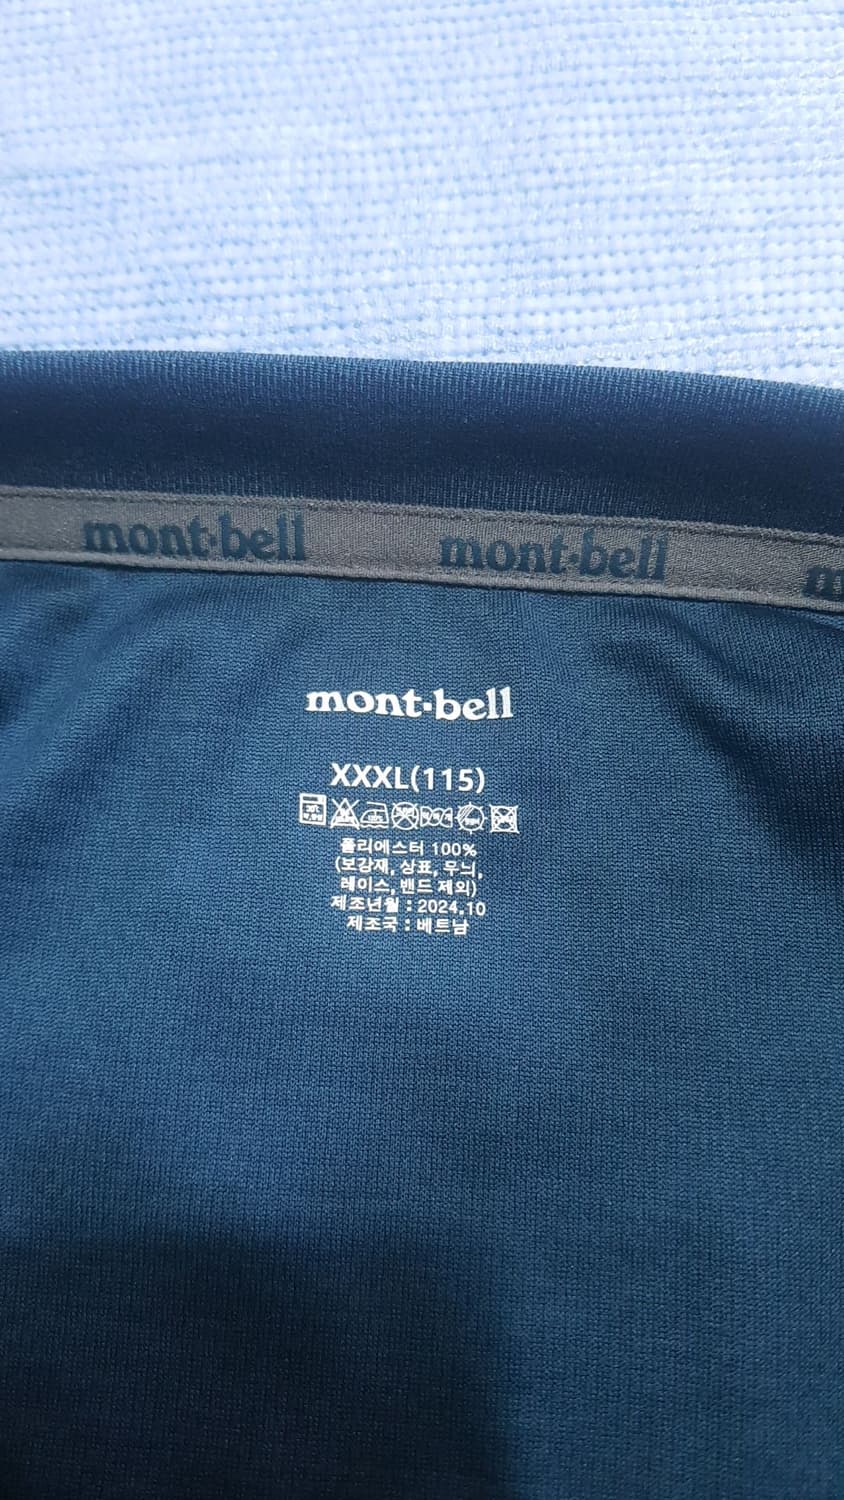 mont·bell mont·bell m
mont·bell
XXXL(115)
폴리에스터 100%
(보강재, 상표, 무늬,
레이스, 밴드 제외)
제조년월 : 2024.10
제조국 : 베트남